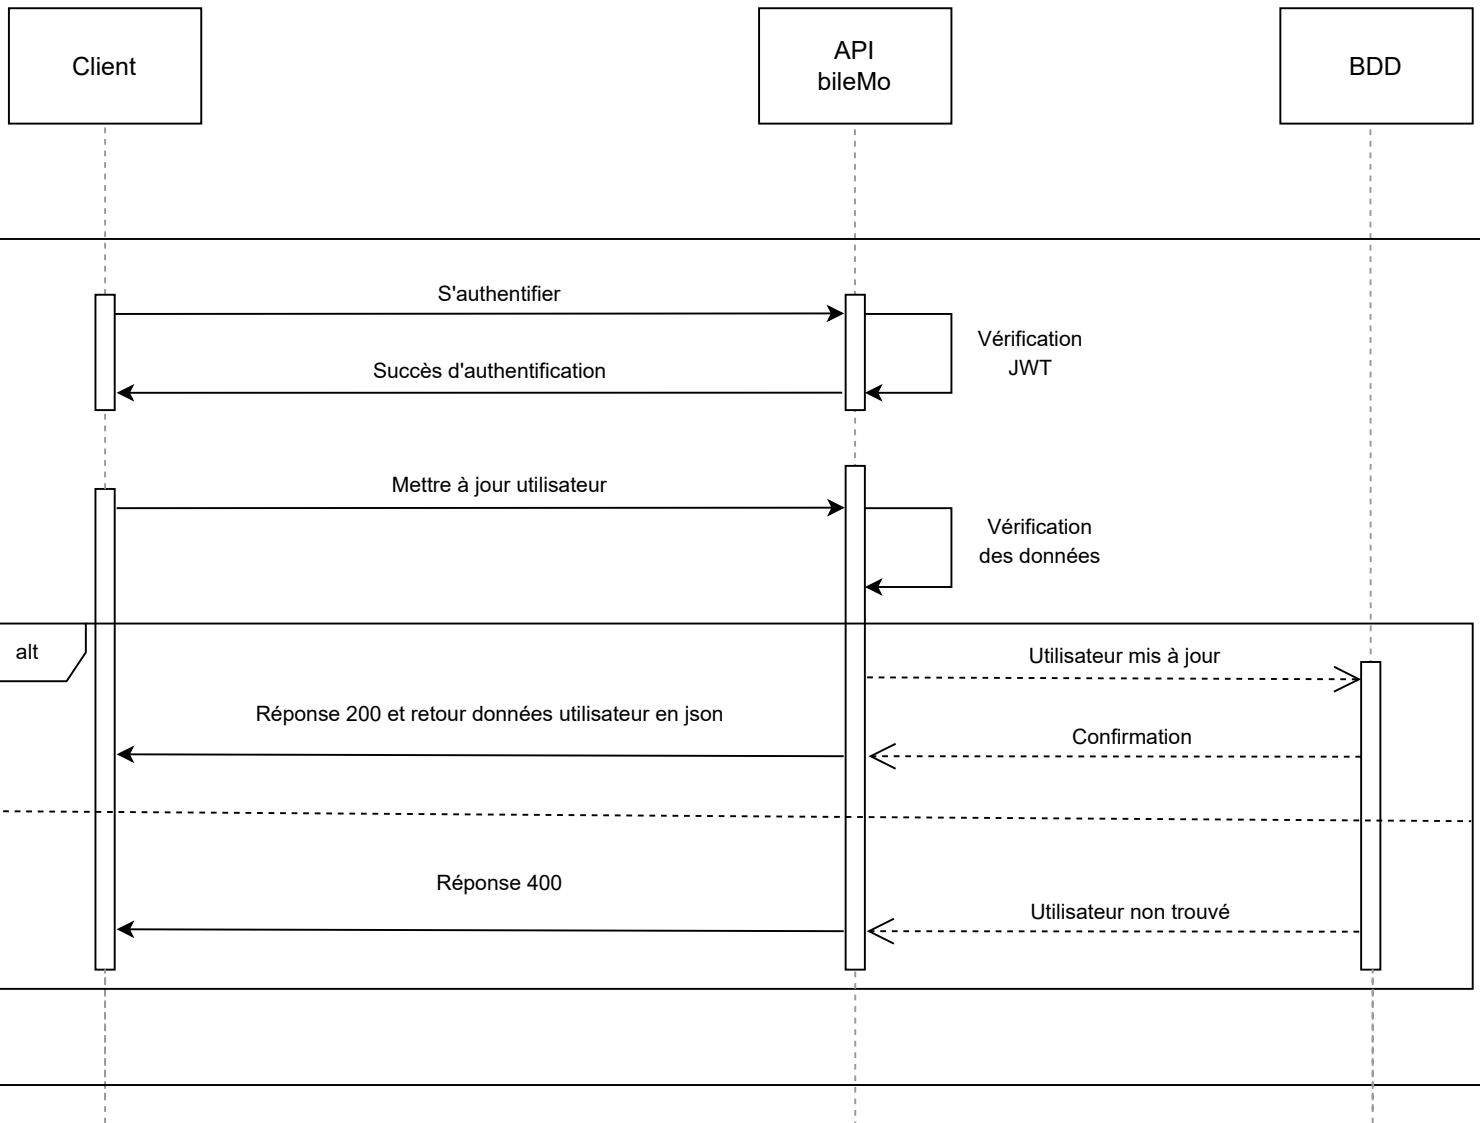 Client
API
bileMo
BDD
S'authentifier
Vérification
JWT
Succès d'authentification
Mettre à jour utilisateur
Vérification
des données
alt
Utilisateur mis à jour
Réponse 200 et retour données utilisateur en json
Confirmation
Réponse 400
Utilisateur non trouvé